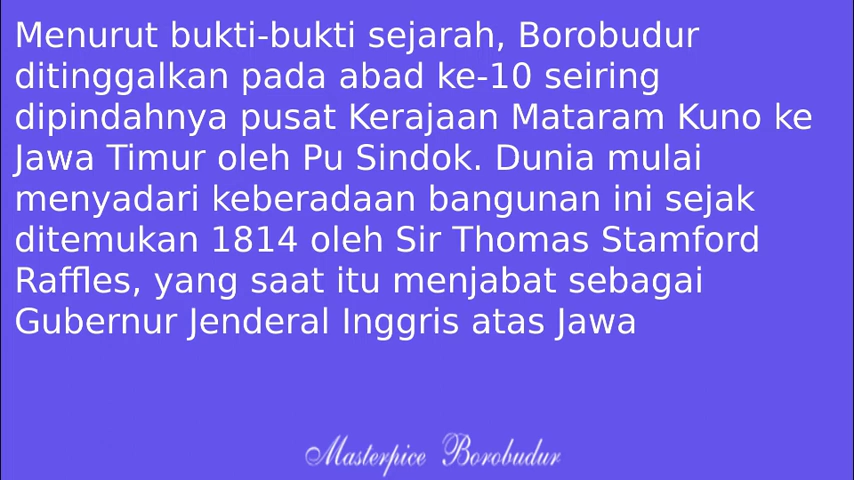 Menurut bukti-bukti sejarah, Borobudur
ditinggalkan pada abad ke-10 seiring
dipindahnya pusat Kerajaan Mataram Kuno ke
Jawa Timur oleh Pu Sindok. Dunia mulai
menyadari keberadaan bangunan ini sejak
ditemukan 1814 oleh Sir Thomas Stamford
Raffles, yang saat itu menjabat sebagai
Gubernur Jenderal Inggris atas Jawa
Masterpice Borobudur